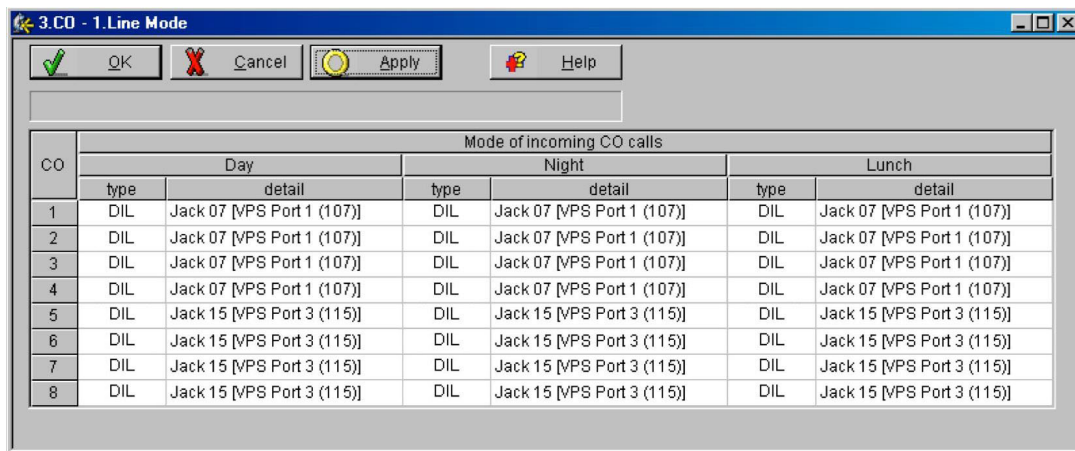 3.CO - 1.Line Mode
OK Cancel Apply Help
Mode of incoming CO calls
CO Day Night Lunch
type detail type detail type detail
1 DIL Jack 07 [VPS Port 1 (107)] DIL Jack 07 [VPS Port 1 (107)] DIL Jack 07 [VPS Port 1 (107)]
2 DIL Jack 07 [VPS Port 1 (107)] DIL Jack 07 [VPS Port 1 (107)] DIL Jack 07 [VPS Port 1 (107)]
3 DIL Jack 07 [VPS Port 1 (107)] DIL Jack 07 [VPS Port 1 (107)] DIL Jack 07 [VPS Port 1 (107)]
4 DIL Jack 07 [VPS Port 1 (107)] DIL Jack 07 [VPS Port 1 (107)] DIL Jack 07 [VPS Port 1 (107)]
5 DIL Jack 15 [VPS Port 3 (115)] DIL Jack 15 [VPS Port 3 (115)] DIL Jack 15 [VPS Port 3 (115)]
6 DIL Jack 15 [VPS Port 3 (115)] DIL Jack 15 [VPS Port 3 (115)] DIL Jack 15 [VPS Port 3 (115)]
7 DIL Jack 15 [VPS Port 3 (115)] DIL Jack 15 [VPS Port 3 (115)] DIL Jack 15 [VPS Port 3 (115)]
8 DIL Jack 15 [VPS Port 3 (115)] DIL Jack 15 [VPS Port 3 (115)] DIL Jack 15 [VPS Port 3 (115)]